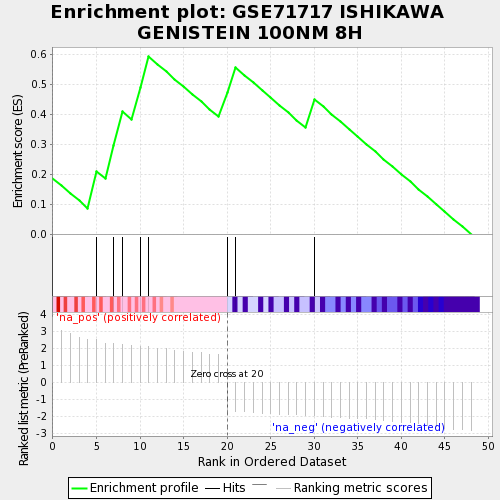 Enrichment plot: GSE71717 ISHIKAWA
GENISTEIN 100NM 8H
Enrichment score (ES)
0.6
0.5
0.4
0.3
0.2
0.1
0.0
Ranked list metric (PreRanked)
4
3
2
1
0
-1
-2
-3
'na_pos' (positively correlated)
Zero cross at 20
'na_neg' (negatively correlated)
0 5 10 15 20 25 30 35 40 45 50
Rank in Ordered Dataset
Enrichment profile Hits Ranking metric scores